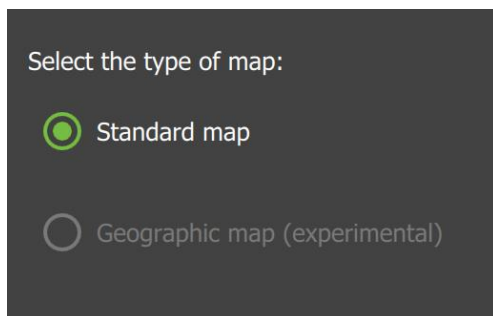 Select the type of map:
Standard map
Geographic map (experimental)